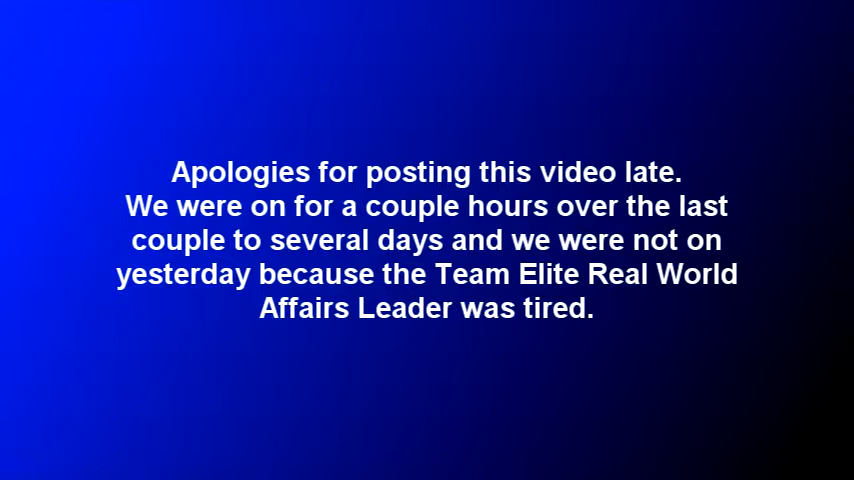 Apologies for posting this video late.
We were on for a couple hours over the last
couple to several days and we were not on
yesterday because the Team Elite Real World
Affairs Leader was tired.